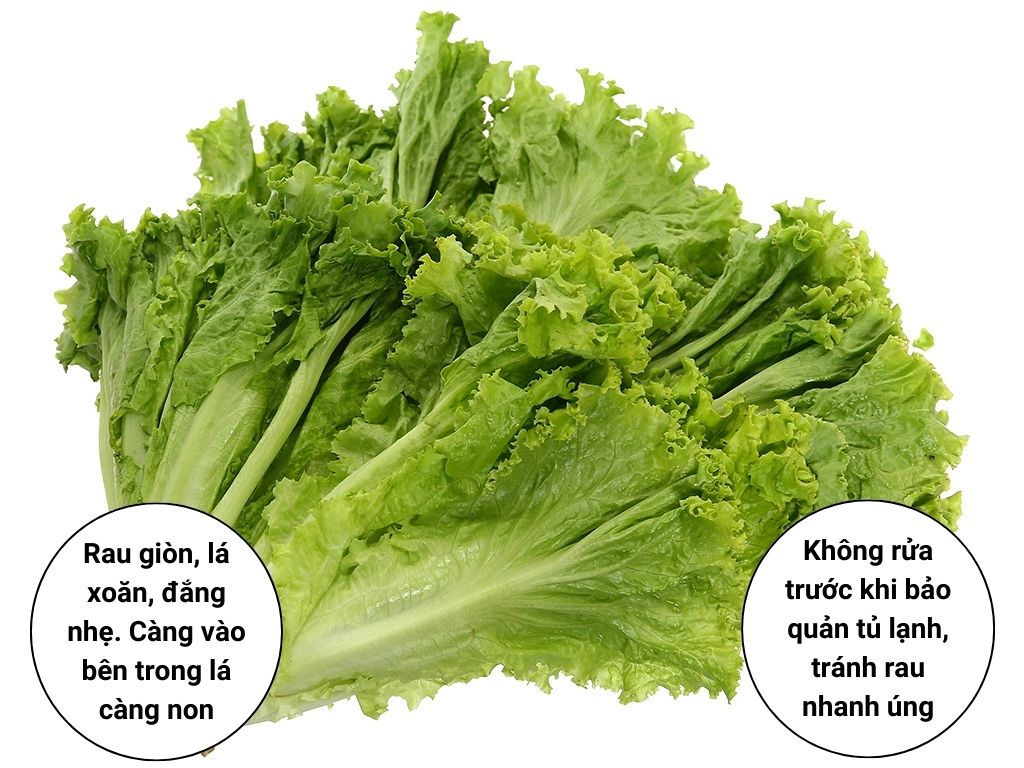 Rau giòn, lá
xoăn, đắng
nhẹ. Càng vào
bên trong lá
càng non
Không rửa
trước khi bảo
quản tủ lạnh,
tránh rau
nhanh úng